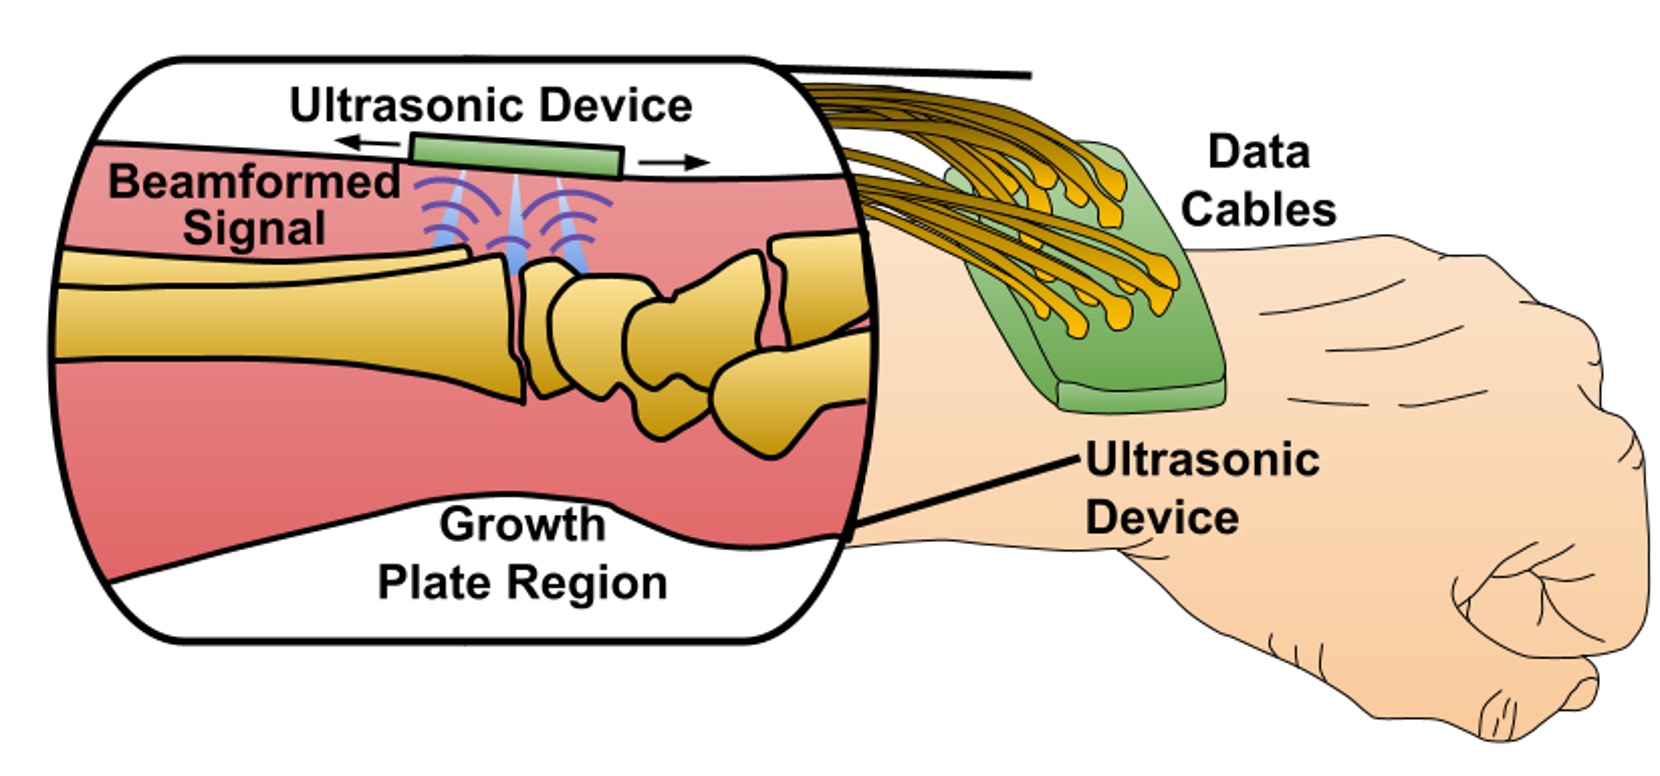 Ultrasonic Device
Beamformed
Signal
Growth
Plate Region
Data
Cables
Ultrasonic
Device